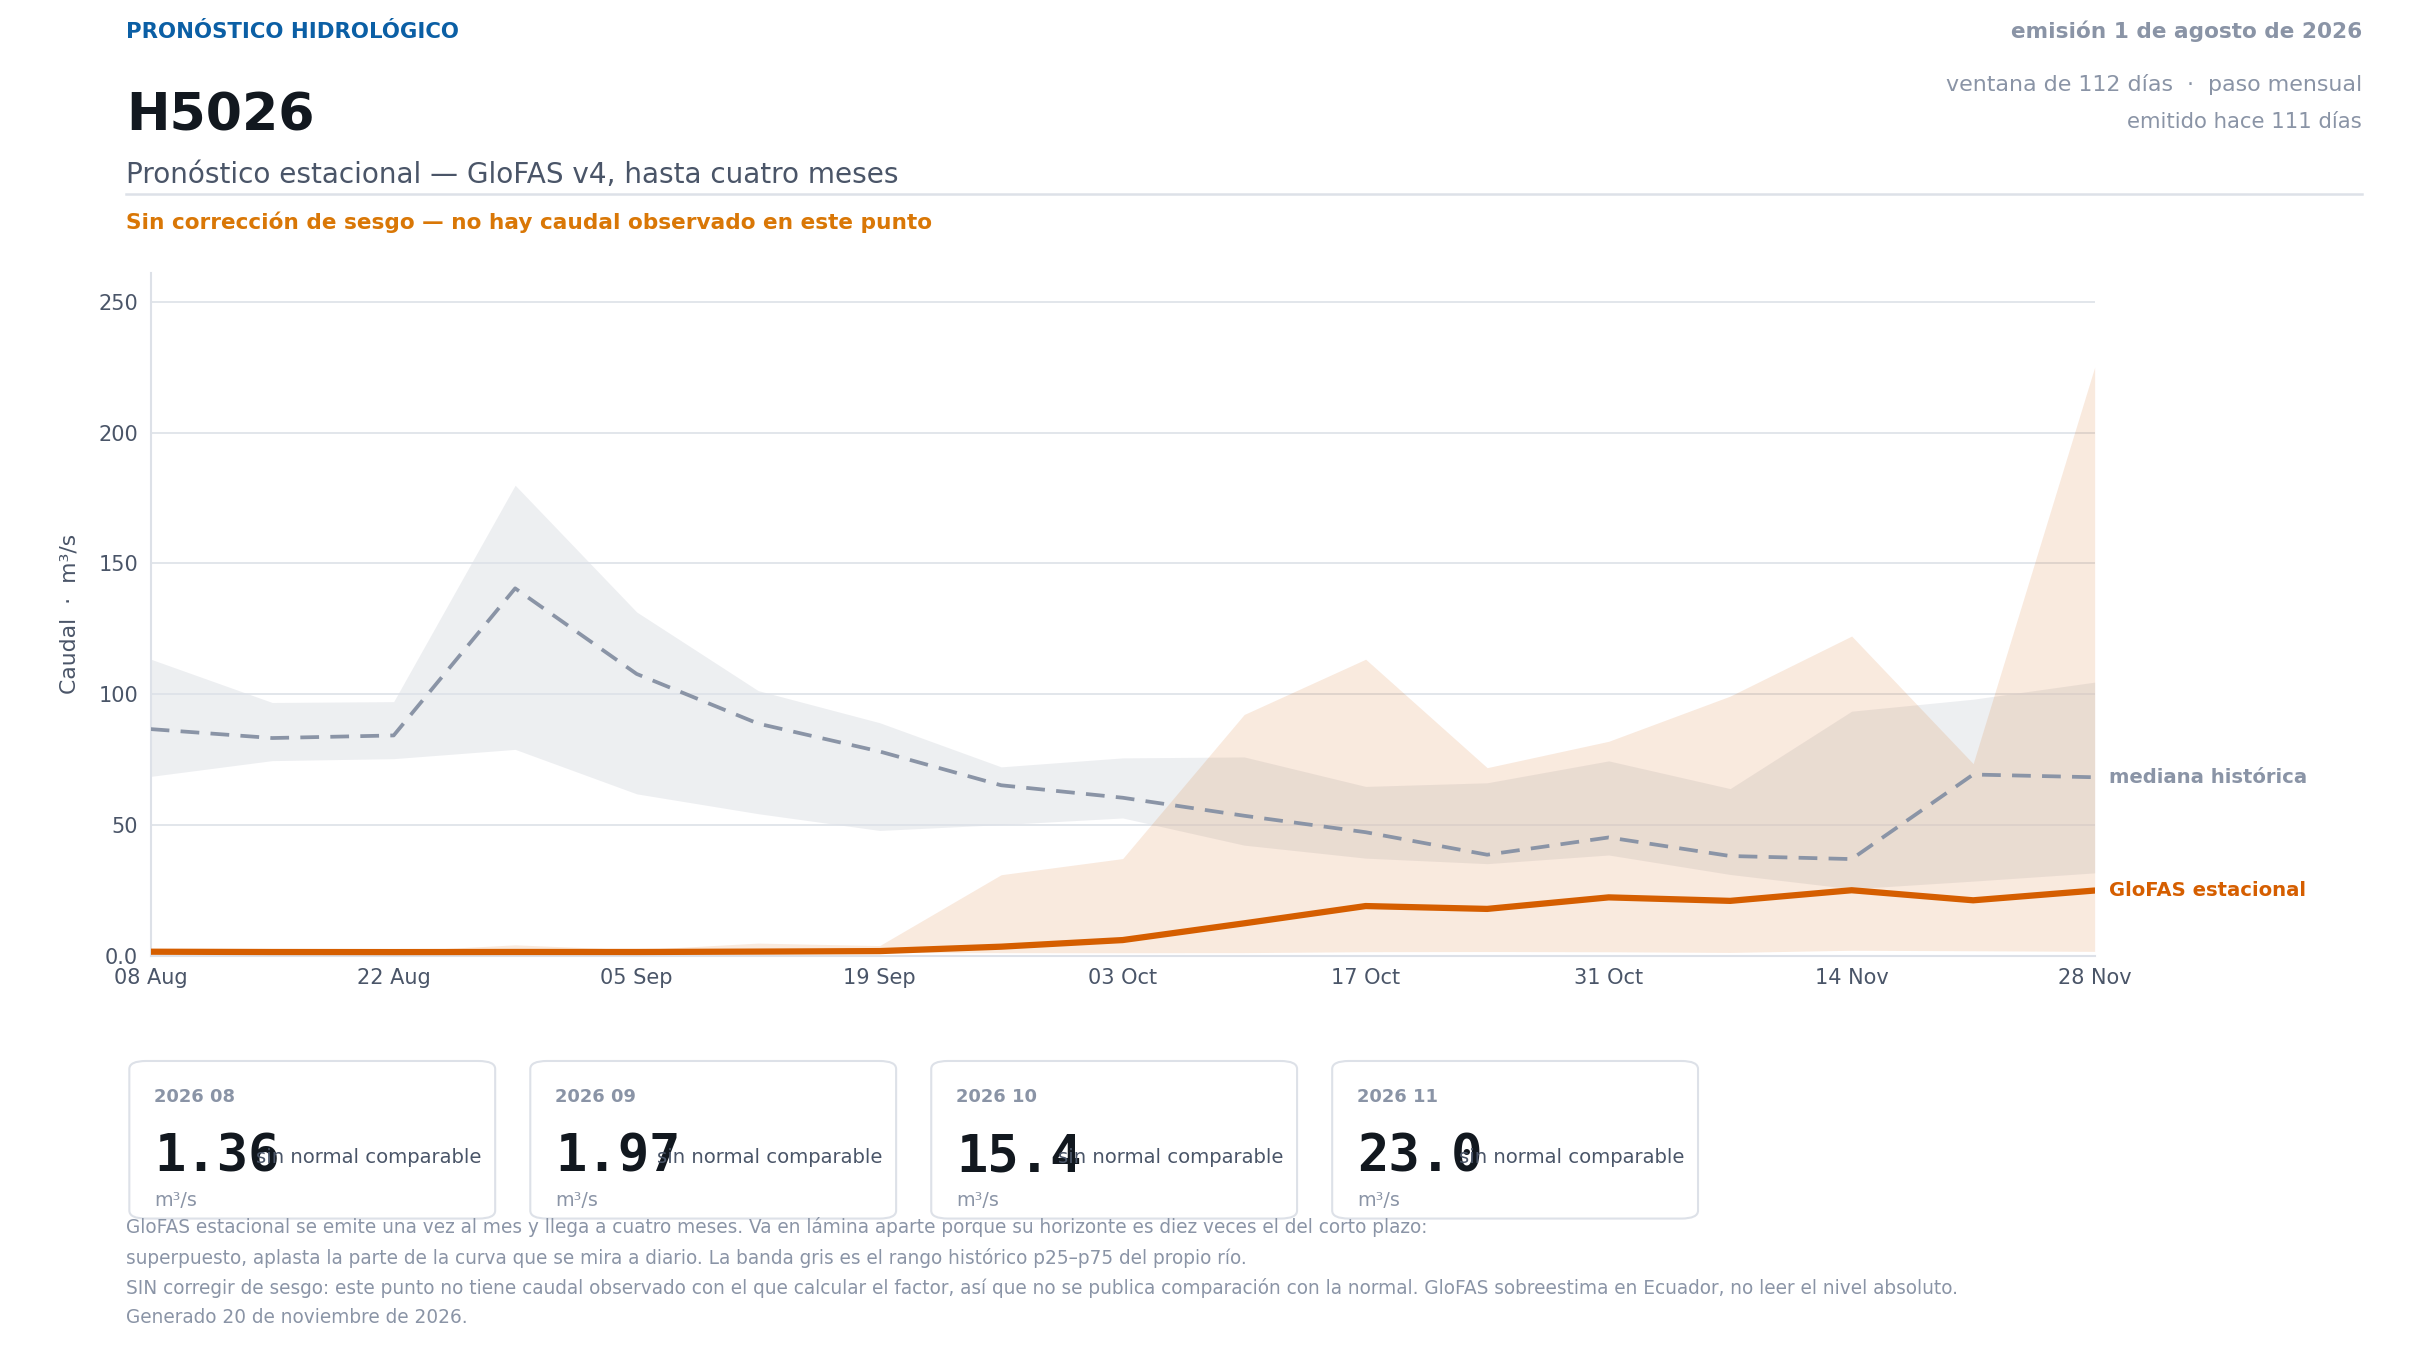 PRONÓSTICO HIDROLÓGICO
emisión 1 de agosto de 2026
ventana de 112 días · paso mensual
H5026
emitido hace 111 días
Pronóstico estacional — GloFAS v4, hasta cuatro meses
Sin corrección de sesgo — no hay caudal observado en este punto
Caudal · m³/s
250
200
150
100
50
0.0
mediana histórica
GloFAS estacional
08 Aug 22 Aug 05 Sep 19 Sep 03 Oct 17 Oct 31 Oct 14 Nov 28 Nov
2026 08
1.36 sin normal comparable
m³/s
2026 09
1.97 sin normal comparable
m³/s
2026 10
15.4 sin normal comparable
m³/s
2026 11
23.0 sin normal comparable
m³/s
GloFAS estacional se emite una vez al mes y llega a cuatro meses. Va en lámina aparte porque su horizonte es diez veces el del corto plazo:
superpuesto, aplasta la parte de la curva que se mira a diario. La banda gris es el rango histórico p25–p75 del propio río.
SIN corregir de sesgo: este punto no tiene caudal observado con el que calcular el factor, así que no se publica comparación con la normal. GloFAS sobreestima en Ecuador, no leer el nivel absoluto.
Generado 20 de noviembre de 2026.